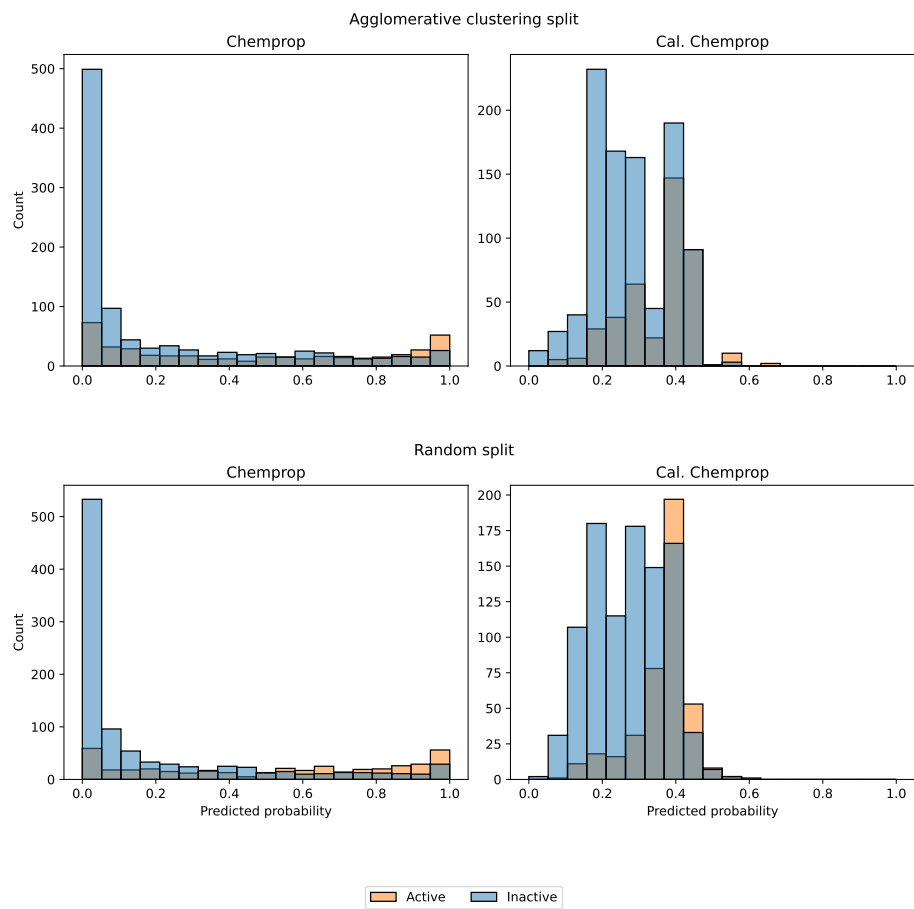 Agglomerative clustering split
Chemprop
Cal. Chemprop
Count
500
400
300
200
100
0
0.0 0.2 0.4 0.6 0.8 1.0
200
150
100
50
0
0.0 0.2 0.4 0.6 0.8 1.0
Random split
Chemprop
Cal. Chemprop
Count
500
400
300
200
100
0
0.0 0.2 0.4 0.6 0.8 1.0
Predicted probability
200
175
150
125
100
75
50
25
0
0.0 0.2 0.4 0.6 0.8 1.0
Predicted probability
Active Inactive